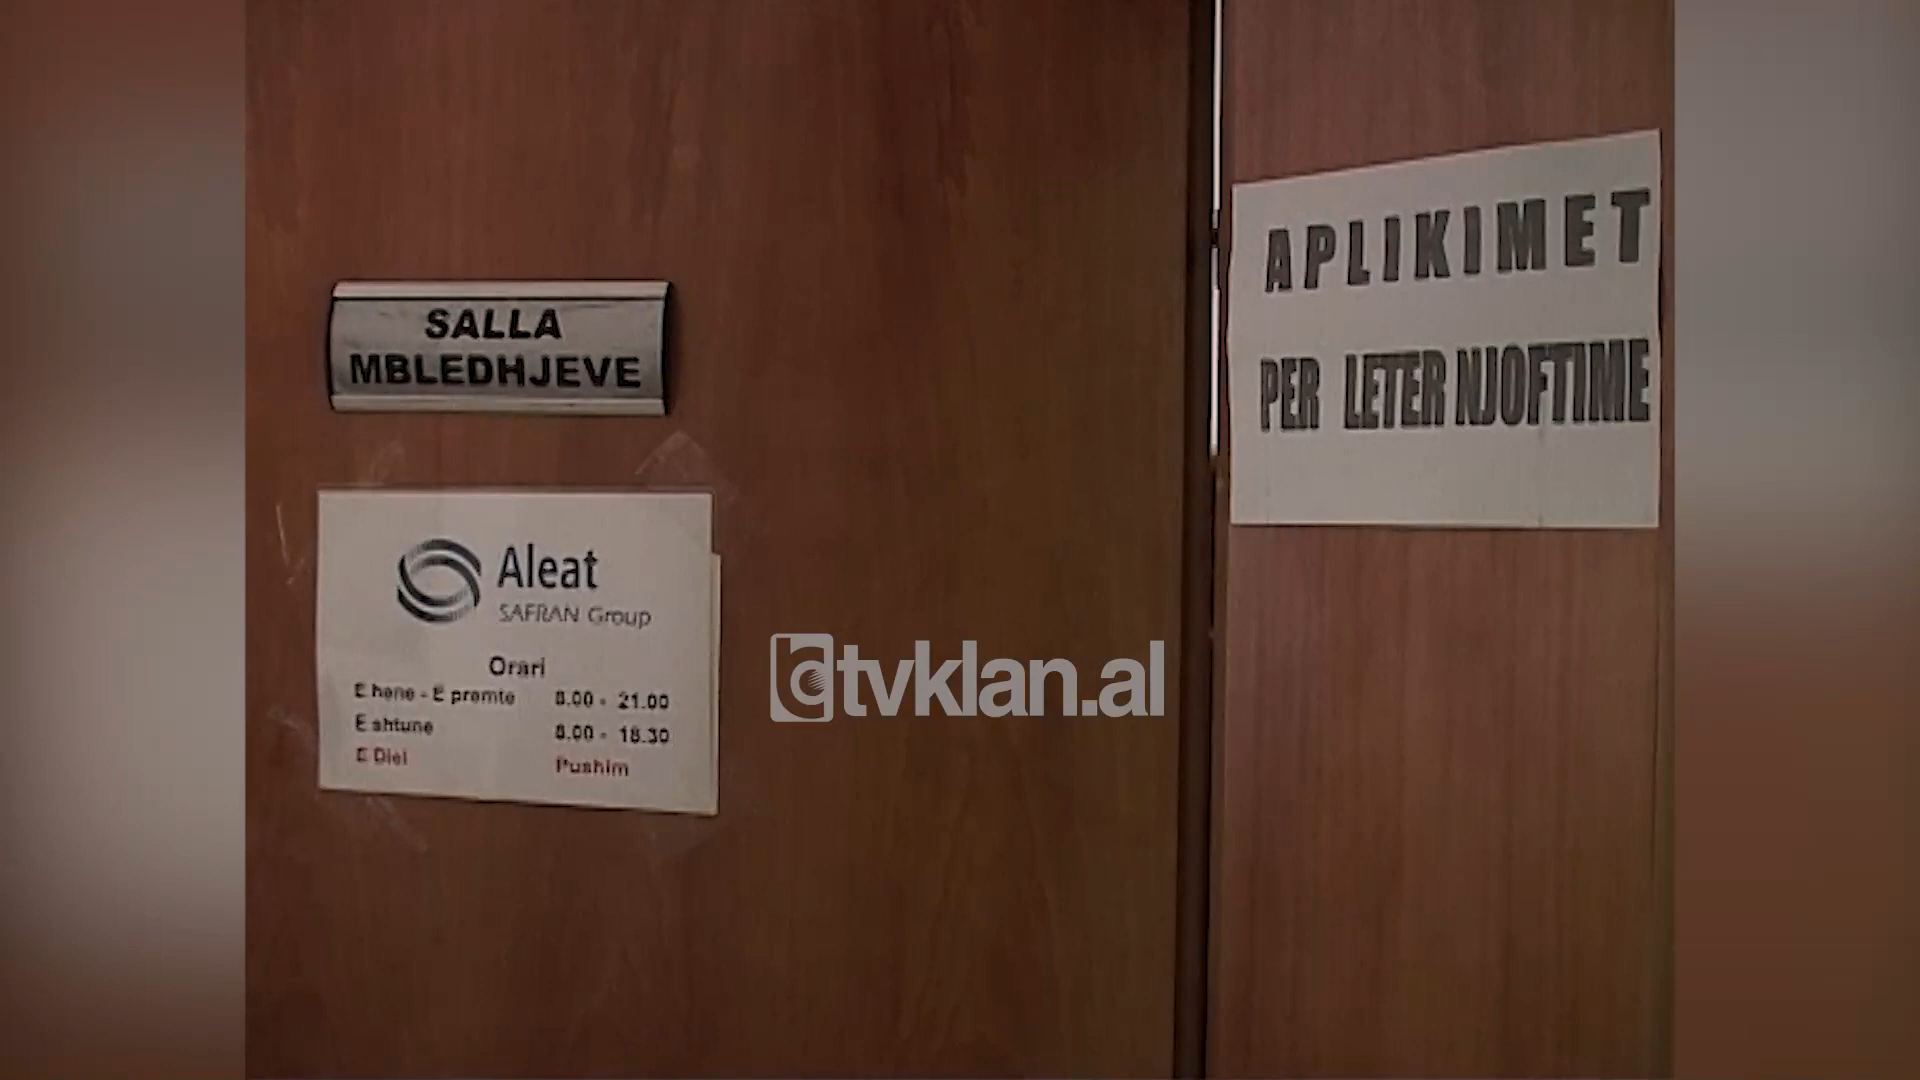 SALLA
MBLEDHJEVE
Aleat
SAFRAN Group
Orari
E hene - E premte 8.00 - 21.00
E shtune 8.00 - 18.30
E Diel Pushim
APLIKIMET
PER LETER NJOFTIME
tvklan.al